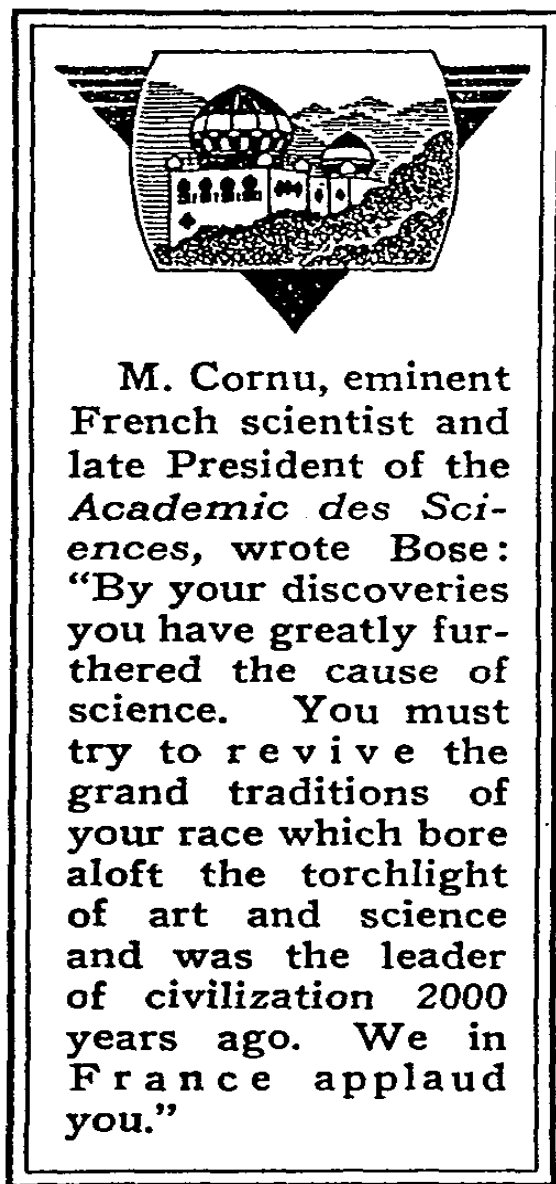 M. Cornu, eminent
French scientist and
late President of the
Academic des Sci-
ences, wrote Bose:
“By your discoveries
you have greatly fur-
thered the cause of
science. You must
try to revive the
grand traditions of
your race which bore
aloft the torchlight
of art and science
and was the leader
of civilization 2000
years ago. We in
France applaud
you.”